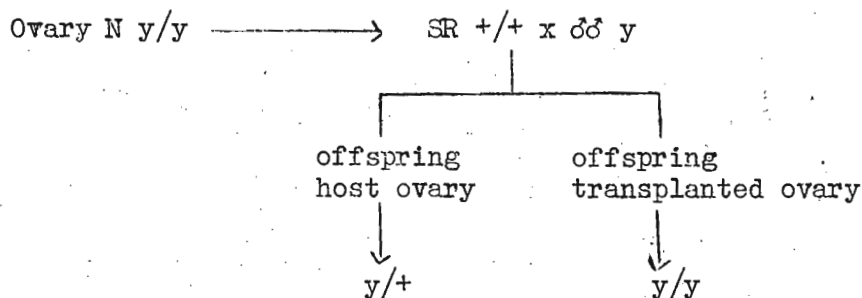 Ovary N y/y SR +/+ x ♂♂ y
offspring offspring
host ovary transplanted ovary
y/+ y/y